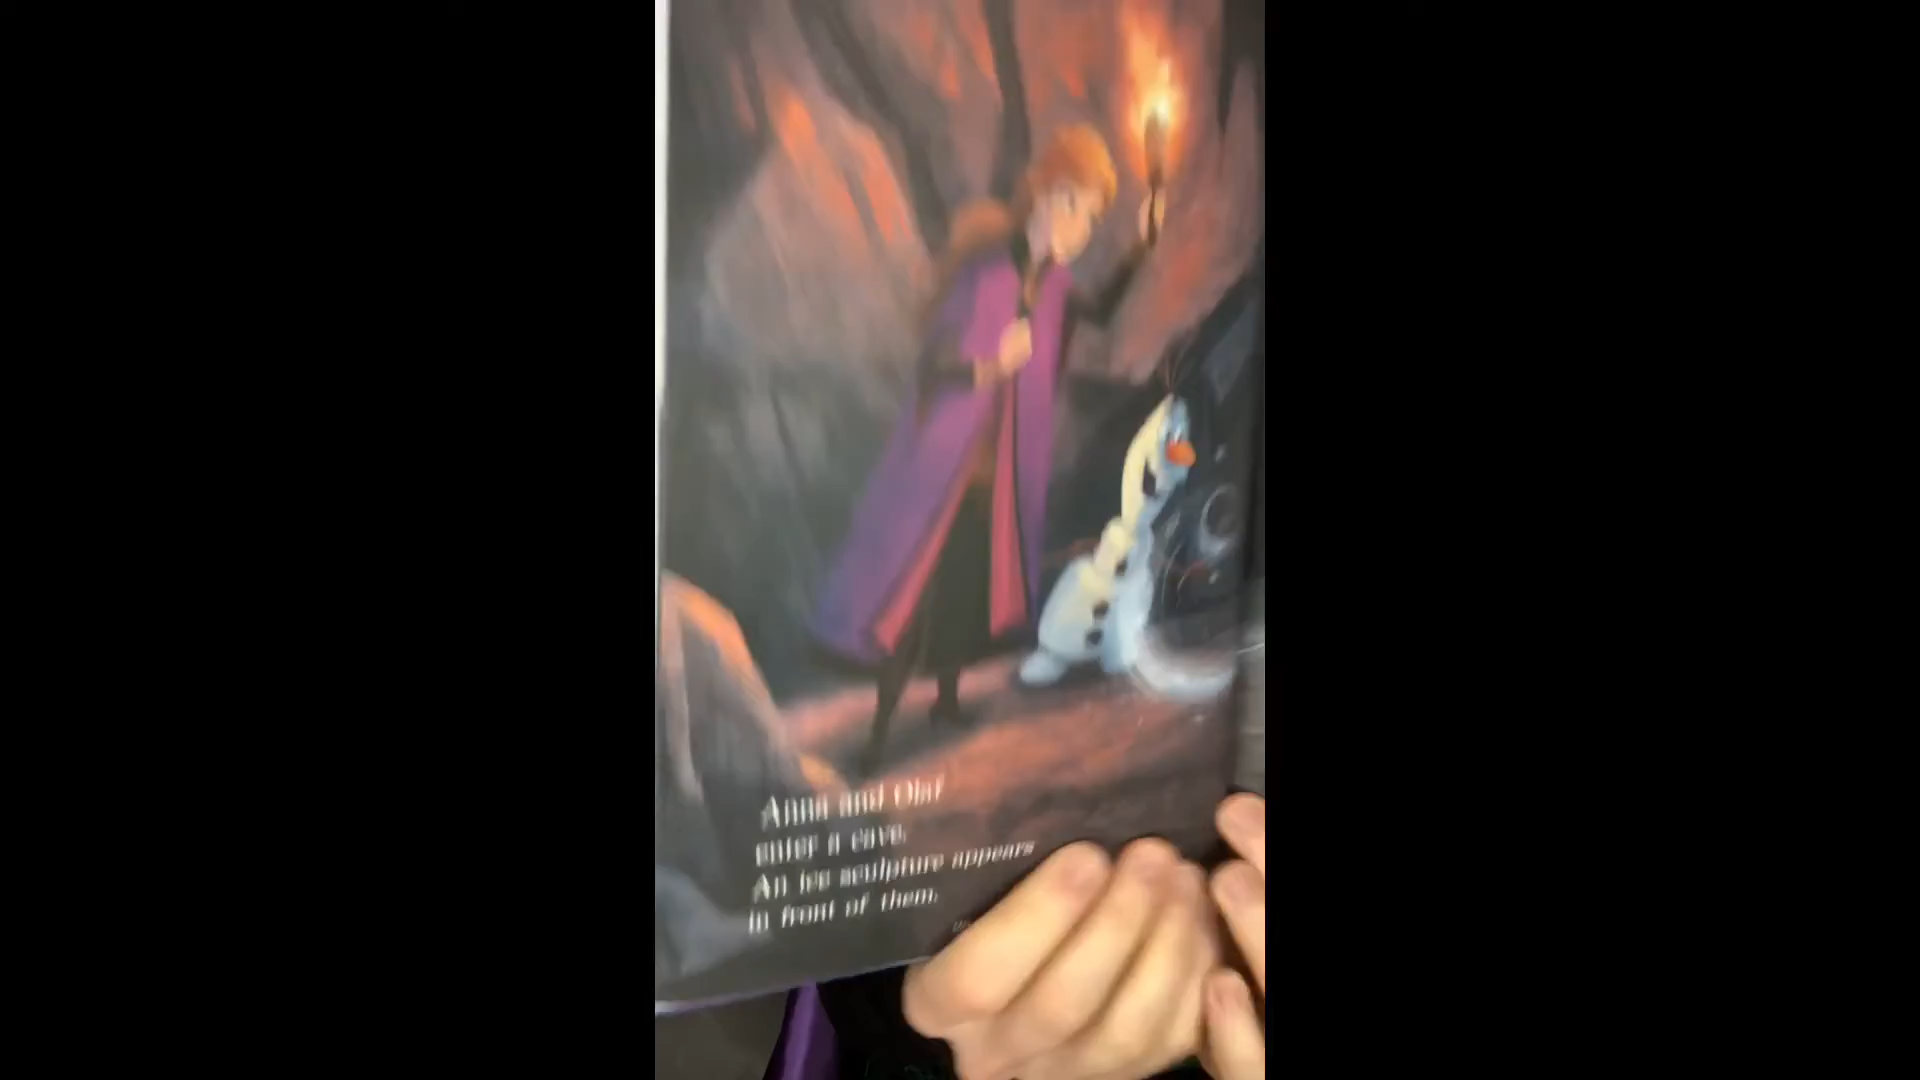 Anna and Olaf
enter a cave.
An ice sculpture appears
in front of them.